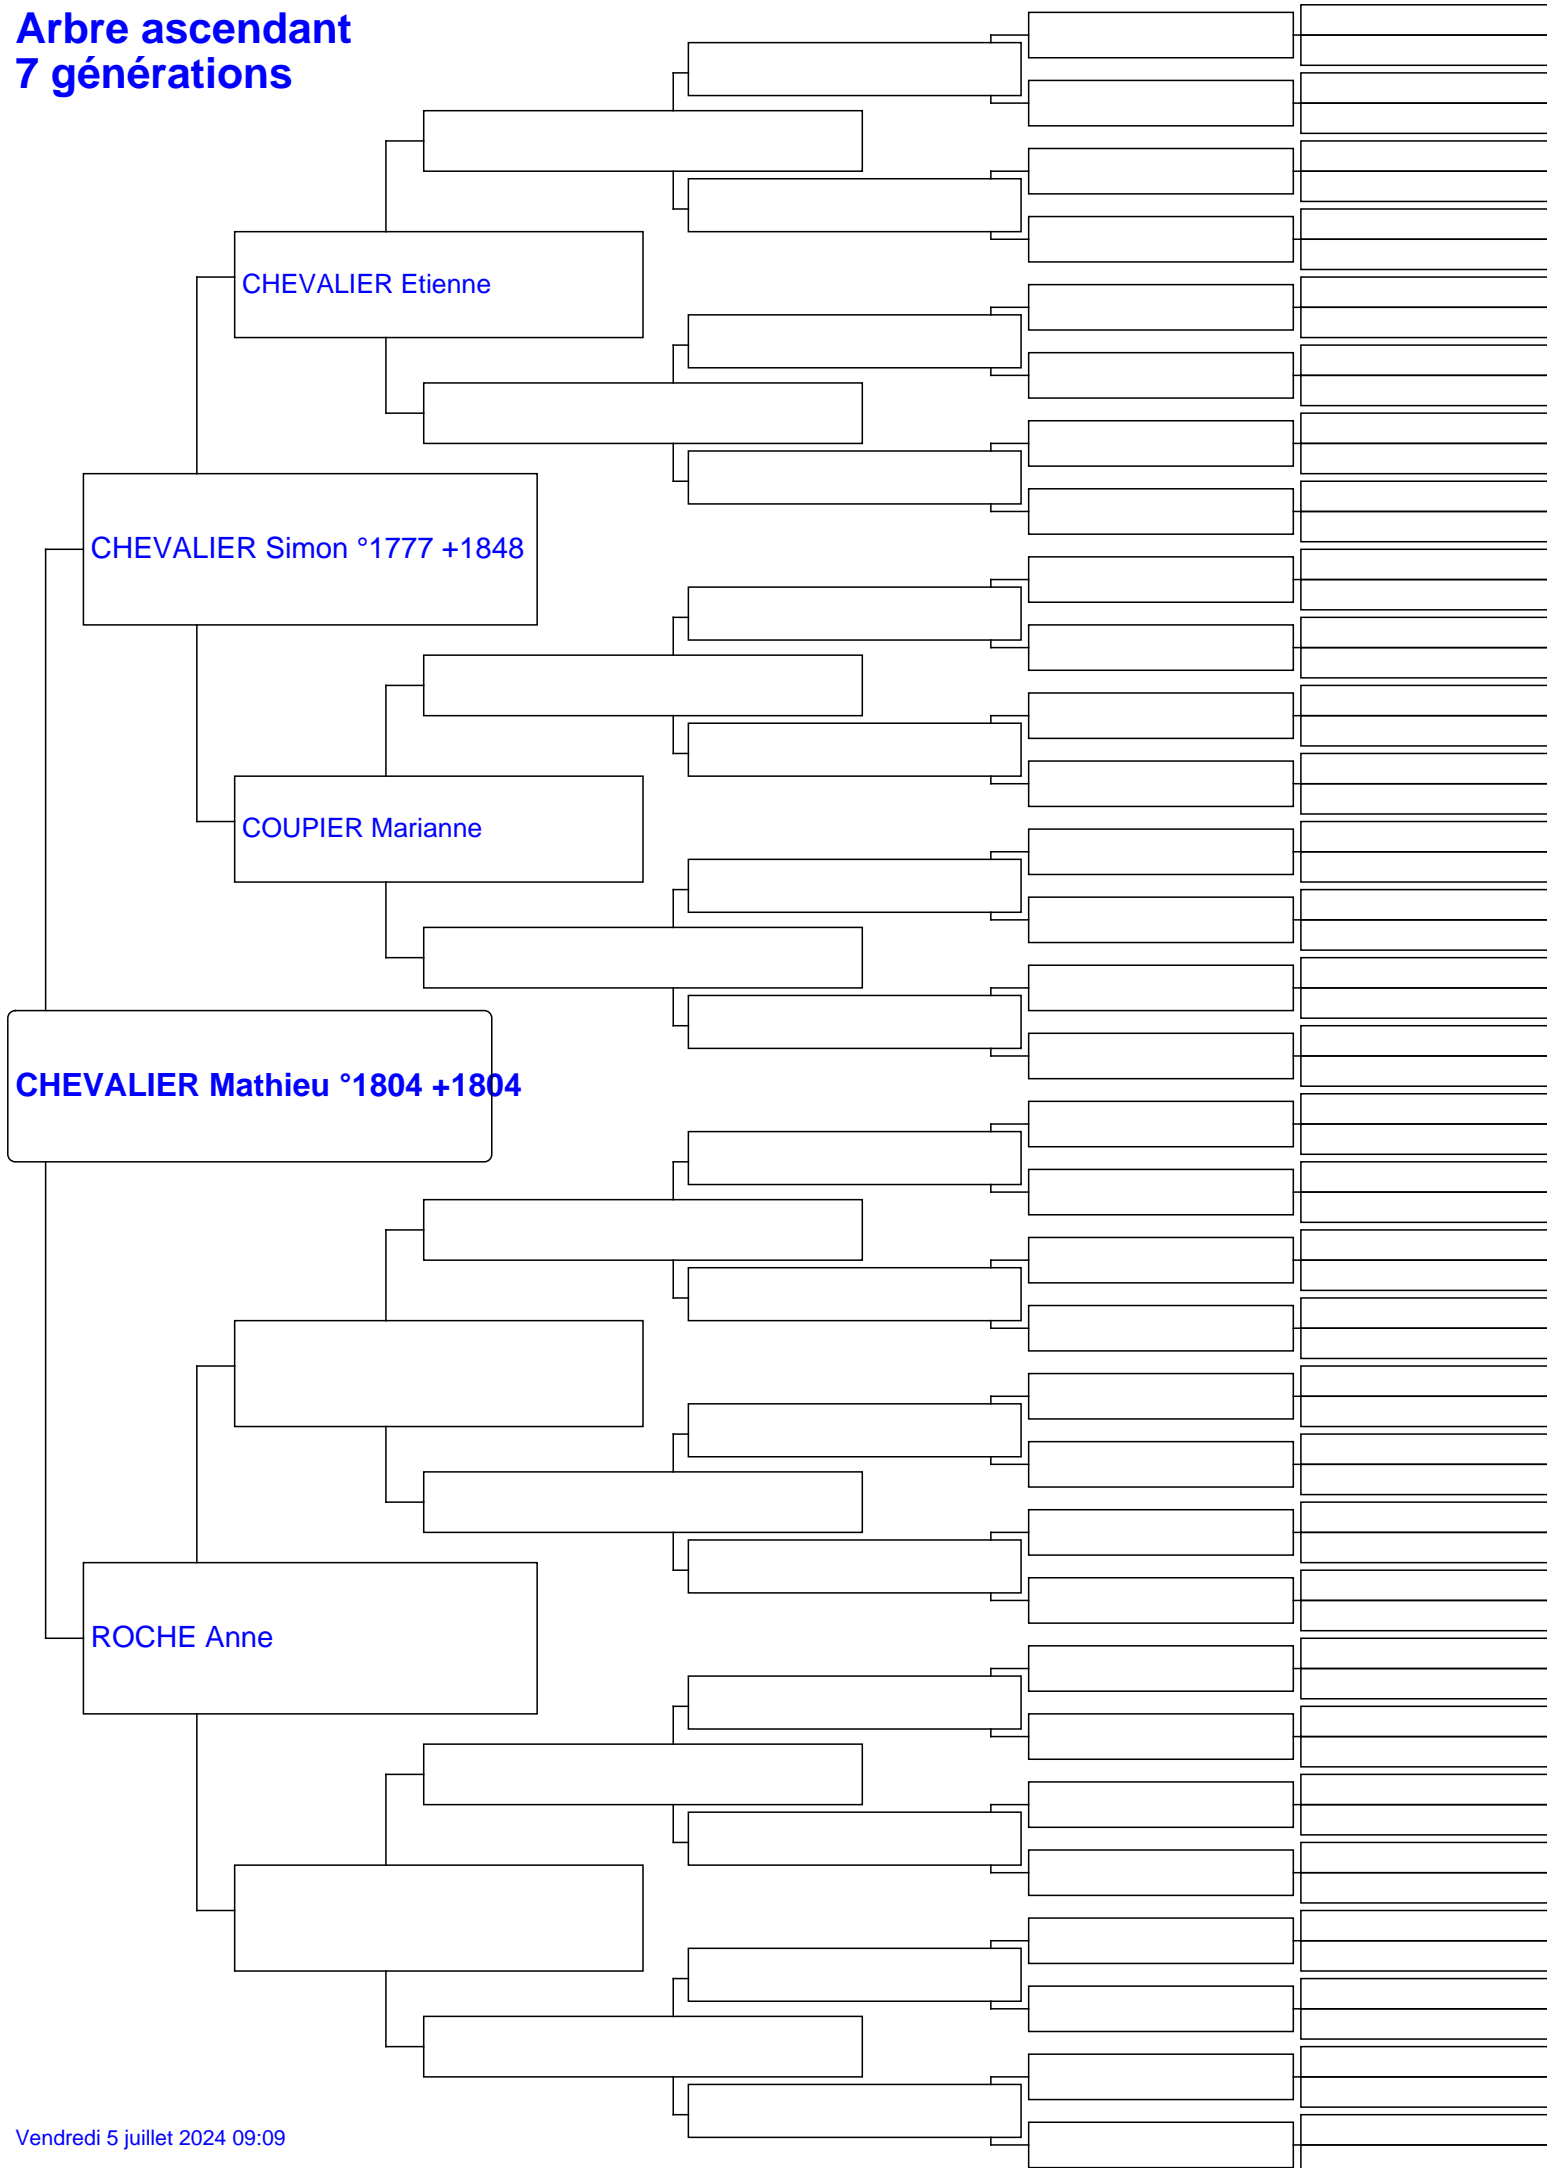 Arbre ascendant
7 générations
CHEVALIER Etienne
CHEVALIER Simon °1777 +1848
COUPIER Marianne
CHEVALIER Mathieu °1804 +1804
ROCHE Anne
Vendredi 5 juillet 2024 09:09